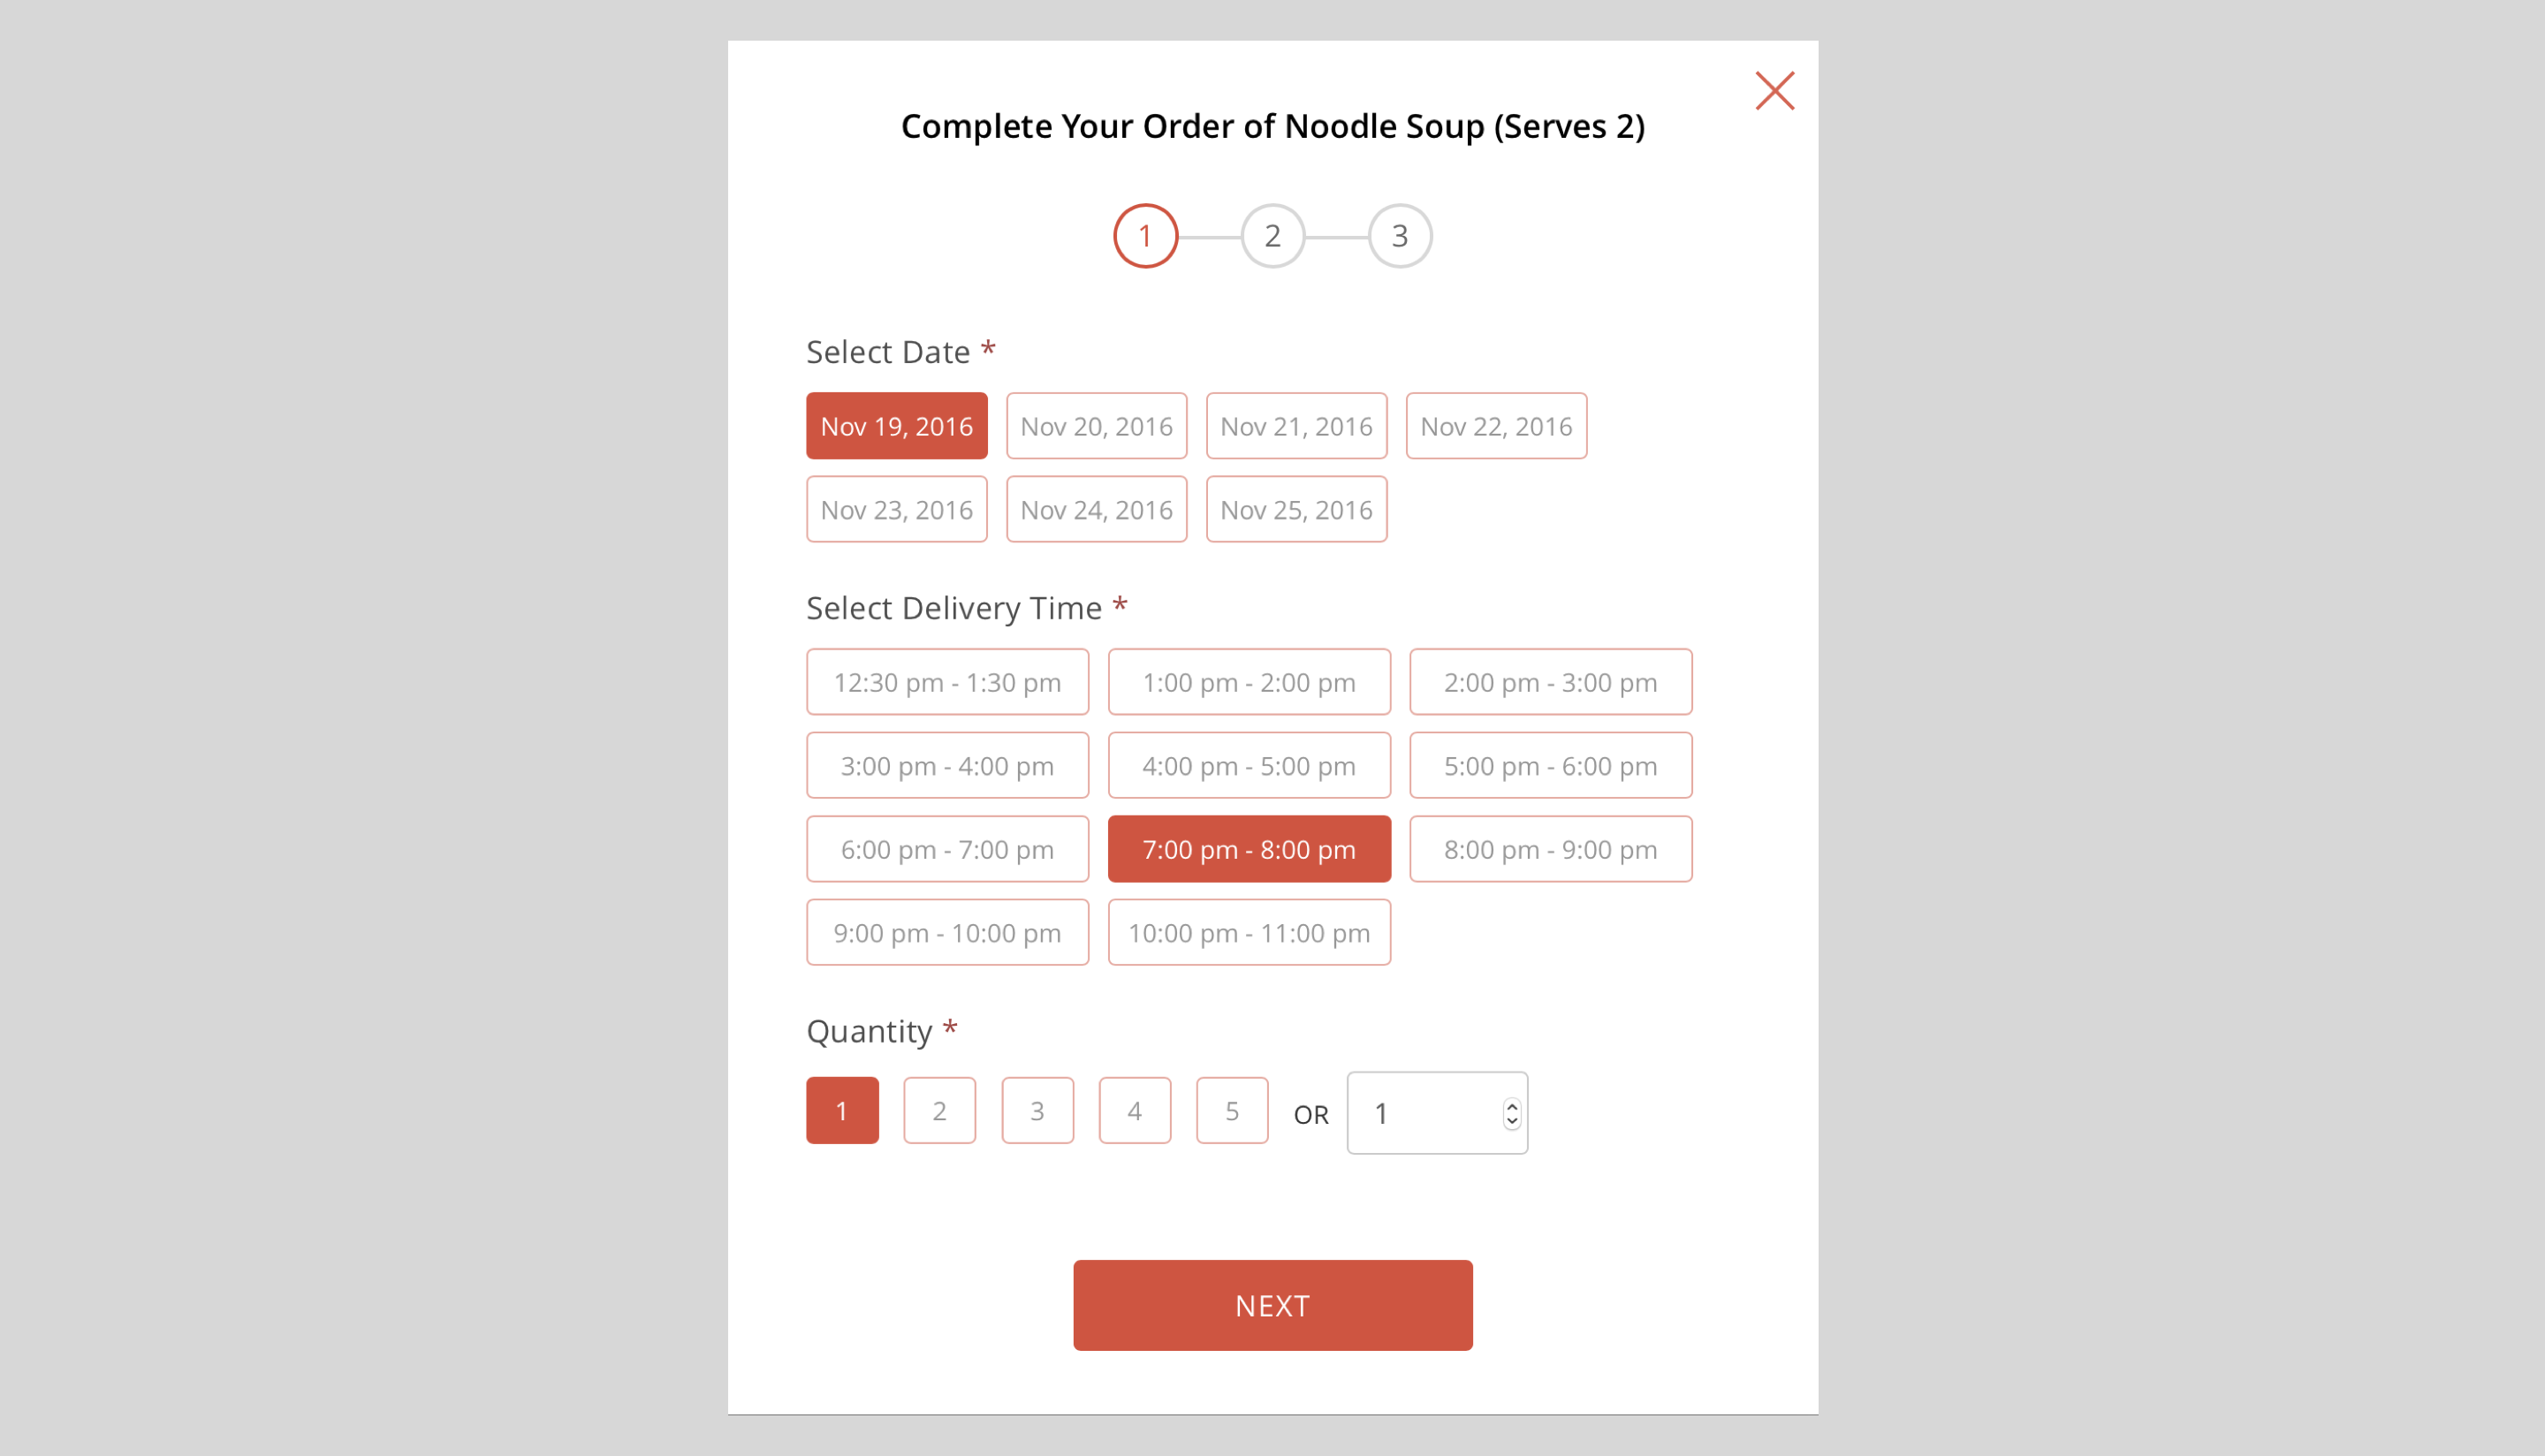 Complete Your Order of Noodle Soup (Serves 2)
1 2 3
Select Date *
Nov 19, 2016 Nov 20, 2016 Nov 21, 2016 Nov 22, 2016
Nov 23, 2016 Nov 24, 2016 Nov 25, 2016
Select Delivery Time *
12:30 pm - 1:30 pm 1:00 pm - 2:00 pm 2:00 pm - 3:00 pm
3:00 pm - 4:00 pm 4:00 pm - 5:00 pm 5:00 pm - 6:00 pm
6:00 pm - 7:00 pm 7:00 pm - 8:00 pm 8:00 pm - 9:00 pm
9:00 pm - 10:00 pm 10:00 pm - 11:00 pm
Quantity *
1 2 3 4 5 OR 1
NEXT